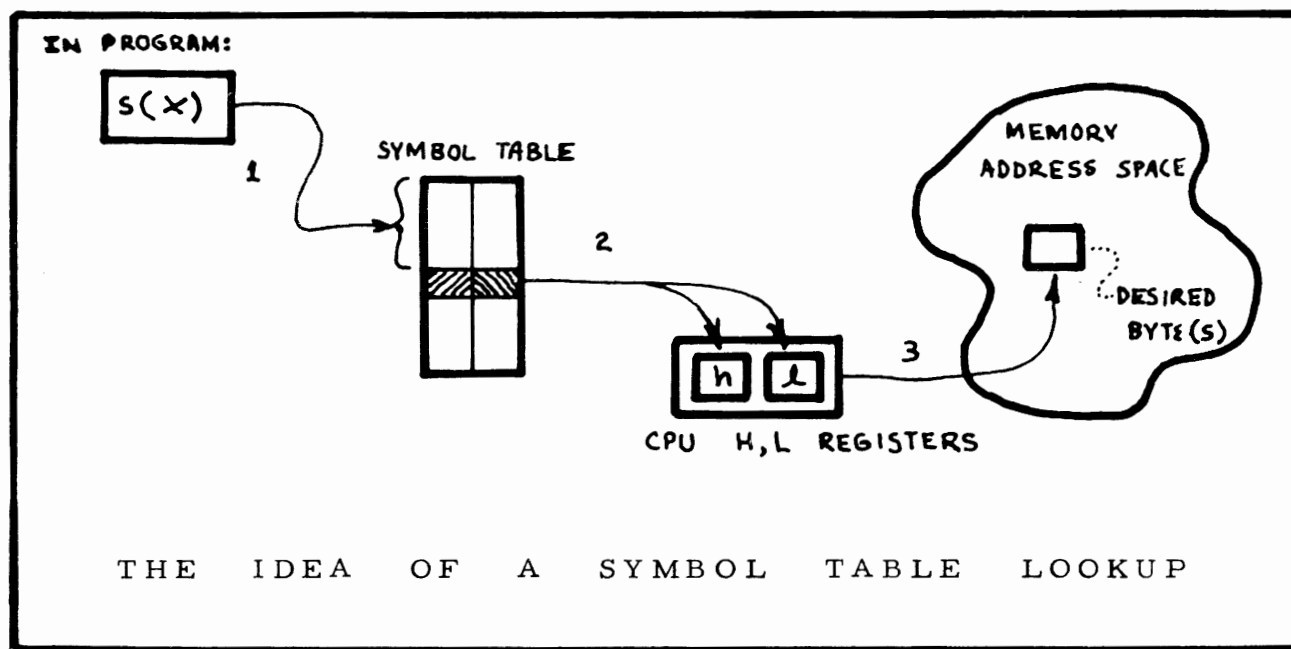 IN PROGRAM:
S(X)
1
SYMBOL TABLE
2
MEMORY
ADDRESS SPACE
DESIRED
BYTE(S)
3
h l
CPU H,L REGISTERS
THE IDEA OF A SYMBOL TABLE LOOKUP